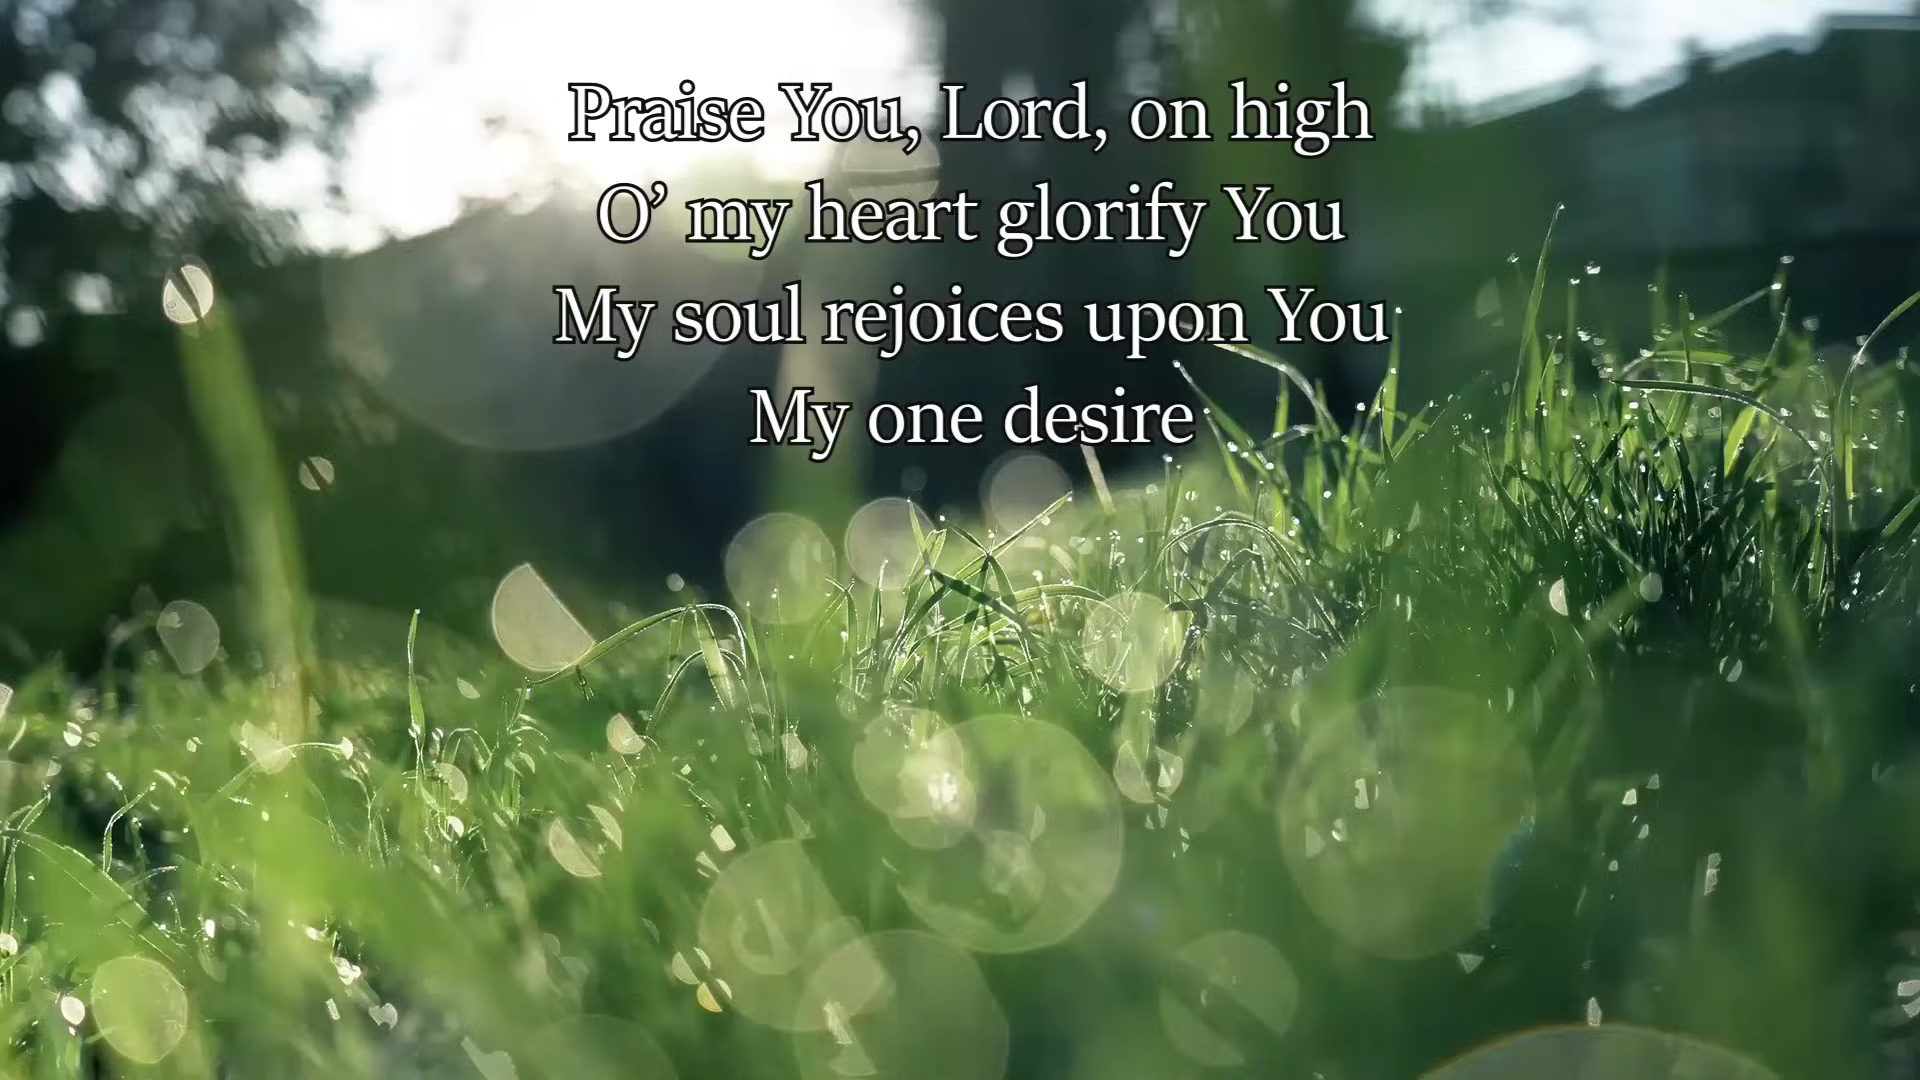 Praise You, Lord, on high
O’ my heart glorify You
My soul rejoices upon You
My one desire